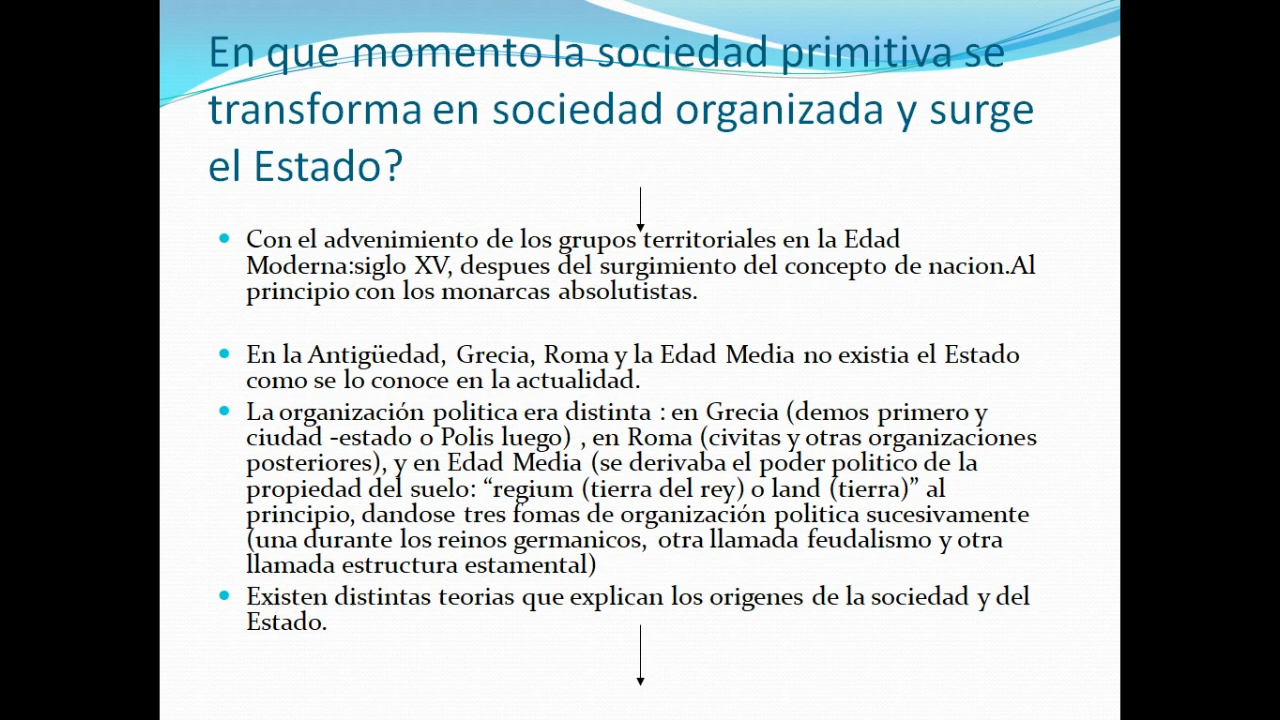 En que momento la sociedad primitiva se
transforma en sociedad organizada y surge
el Estado?
Con el advenimiento de los grupos territoriales en la Edad
Moderna:siglo XV, despues del surgimiento del concepto de nacion.Al
principio con los monarcas absolutistas.
En la Antigüedad, Grecia, Roma y la Edad Media no existia el Estado
como se lo conoce en la actualidad.
La organización politica era distinta : en Grecia (demos primero y
ciudad -estado o Polis luego) , en Roma (civitas y otras organizaciones
posteriores), y en Edad Media (se derivaba el poder politico de la
propiedad del suelo: “regium (tierra del rey) o land (tierra)” al
principio, dandose tres fomas de organización politica sucesivamente
(una durante los reinos germanicos, otra llamada feudalismo y otra
llamada estructura estamental)
Existen distintas teorias que explican los origenes de la sociedad y del
Estado.